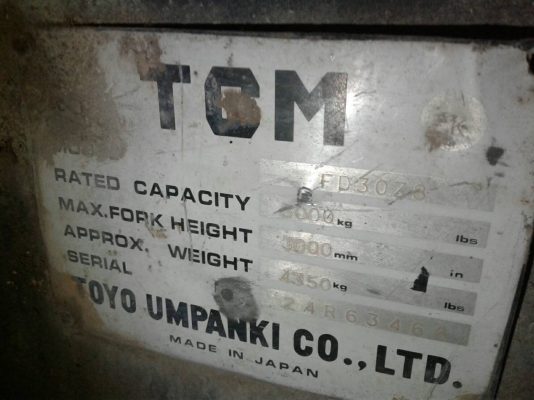 TCM
FD30Z3
RATED CAPACITY 3000 kg lbs
MAX. FORK HEIGHT 3000 mm in
APPROX. WEIGHT 4350 kg lbs
SERIAL
TOYO UMPANKI CO., LTD.
MADE IN JAPAN